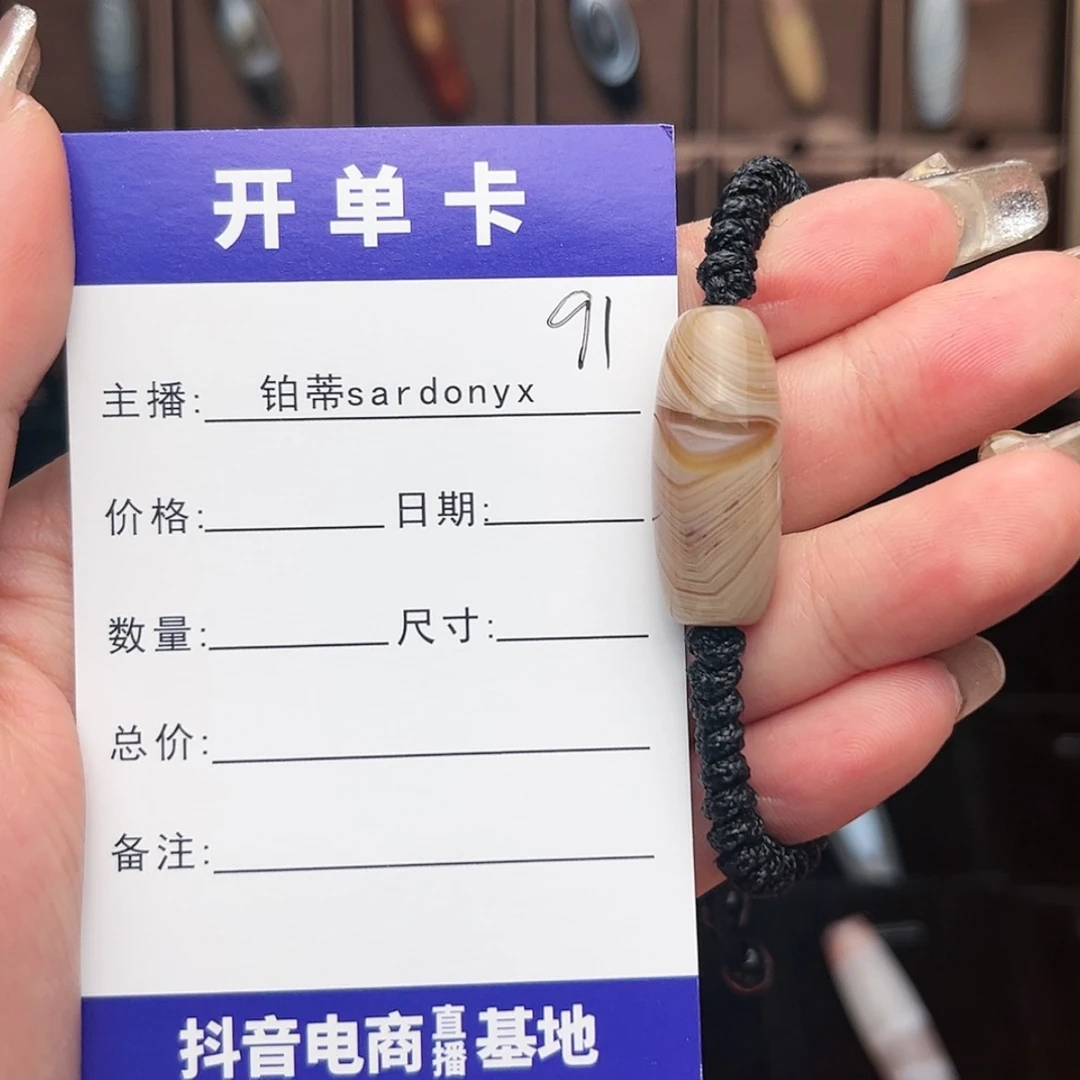 开单卡
91
主播: 铂蒂sardonyx
价格: 日期:
数量: 尺寸:
总价:
备注:
抖音电商直播基地